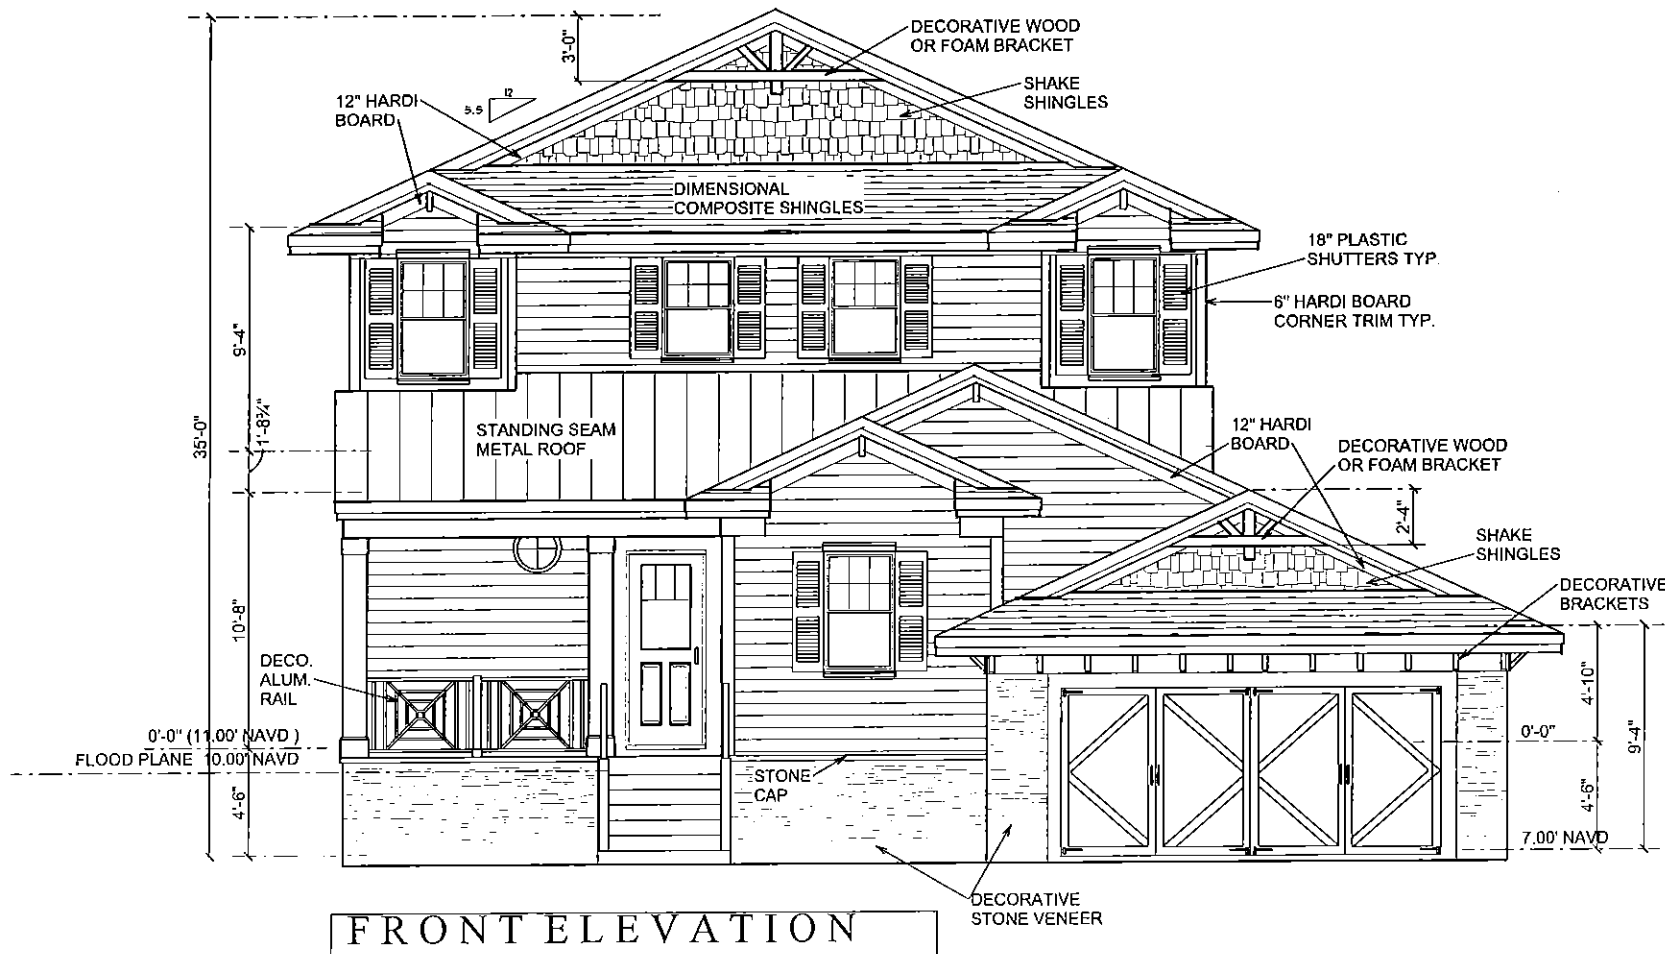 3'-0"
DECORATIVE WOOD
OR FOAM BRACKET
SHAKE
SHINGLES
12" HARDI
BOARD
12
5.5
DIMENSIONAL
COMPOSITE SHINGLES
18" PLASTIC
SHUTTERS TYP.
6" HARDI BOARD
CORNER TRIM TYP.
9'-4"
35'-0"
1'-8¾"
STANDING SEAM
METAL ROOF
12" HARDI
BOARD
DECORATIVE WOOD
OR FOAM BRACKET
2'-4"
SHAKE
SHINGLES
DECORATIVE
BRACKETS
10'-8"
DECO.
ALUM.
RAIL
4'-10"
0'-0" (11.00' NAVD )
0'-0"
9'-4"
FLOOD PLANE 10.00' NAVD
STONE
CAP
4'-6"
4'-6"
7.00' NAVD
DECORATIVE
STONE VENEER
FRONT ELEVATION